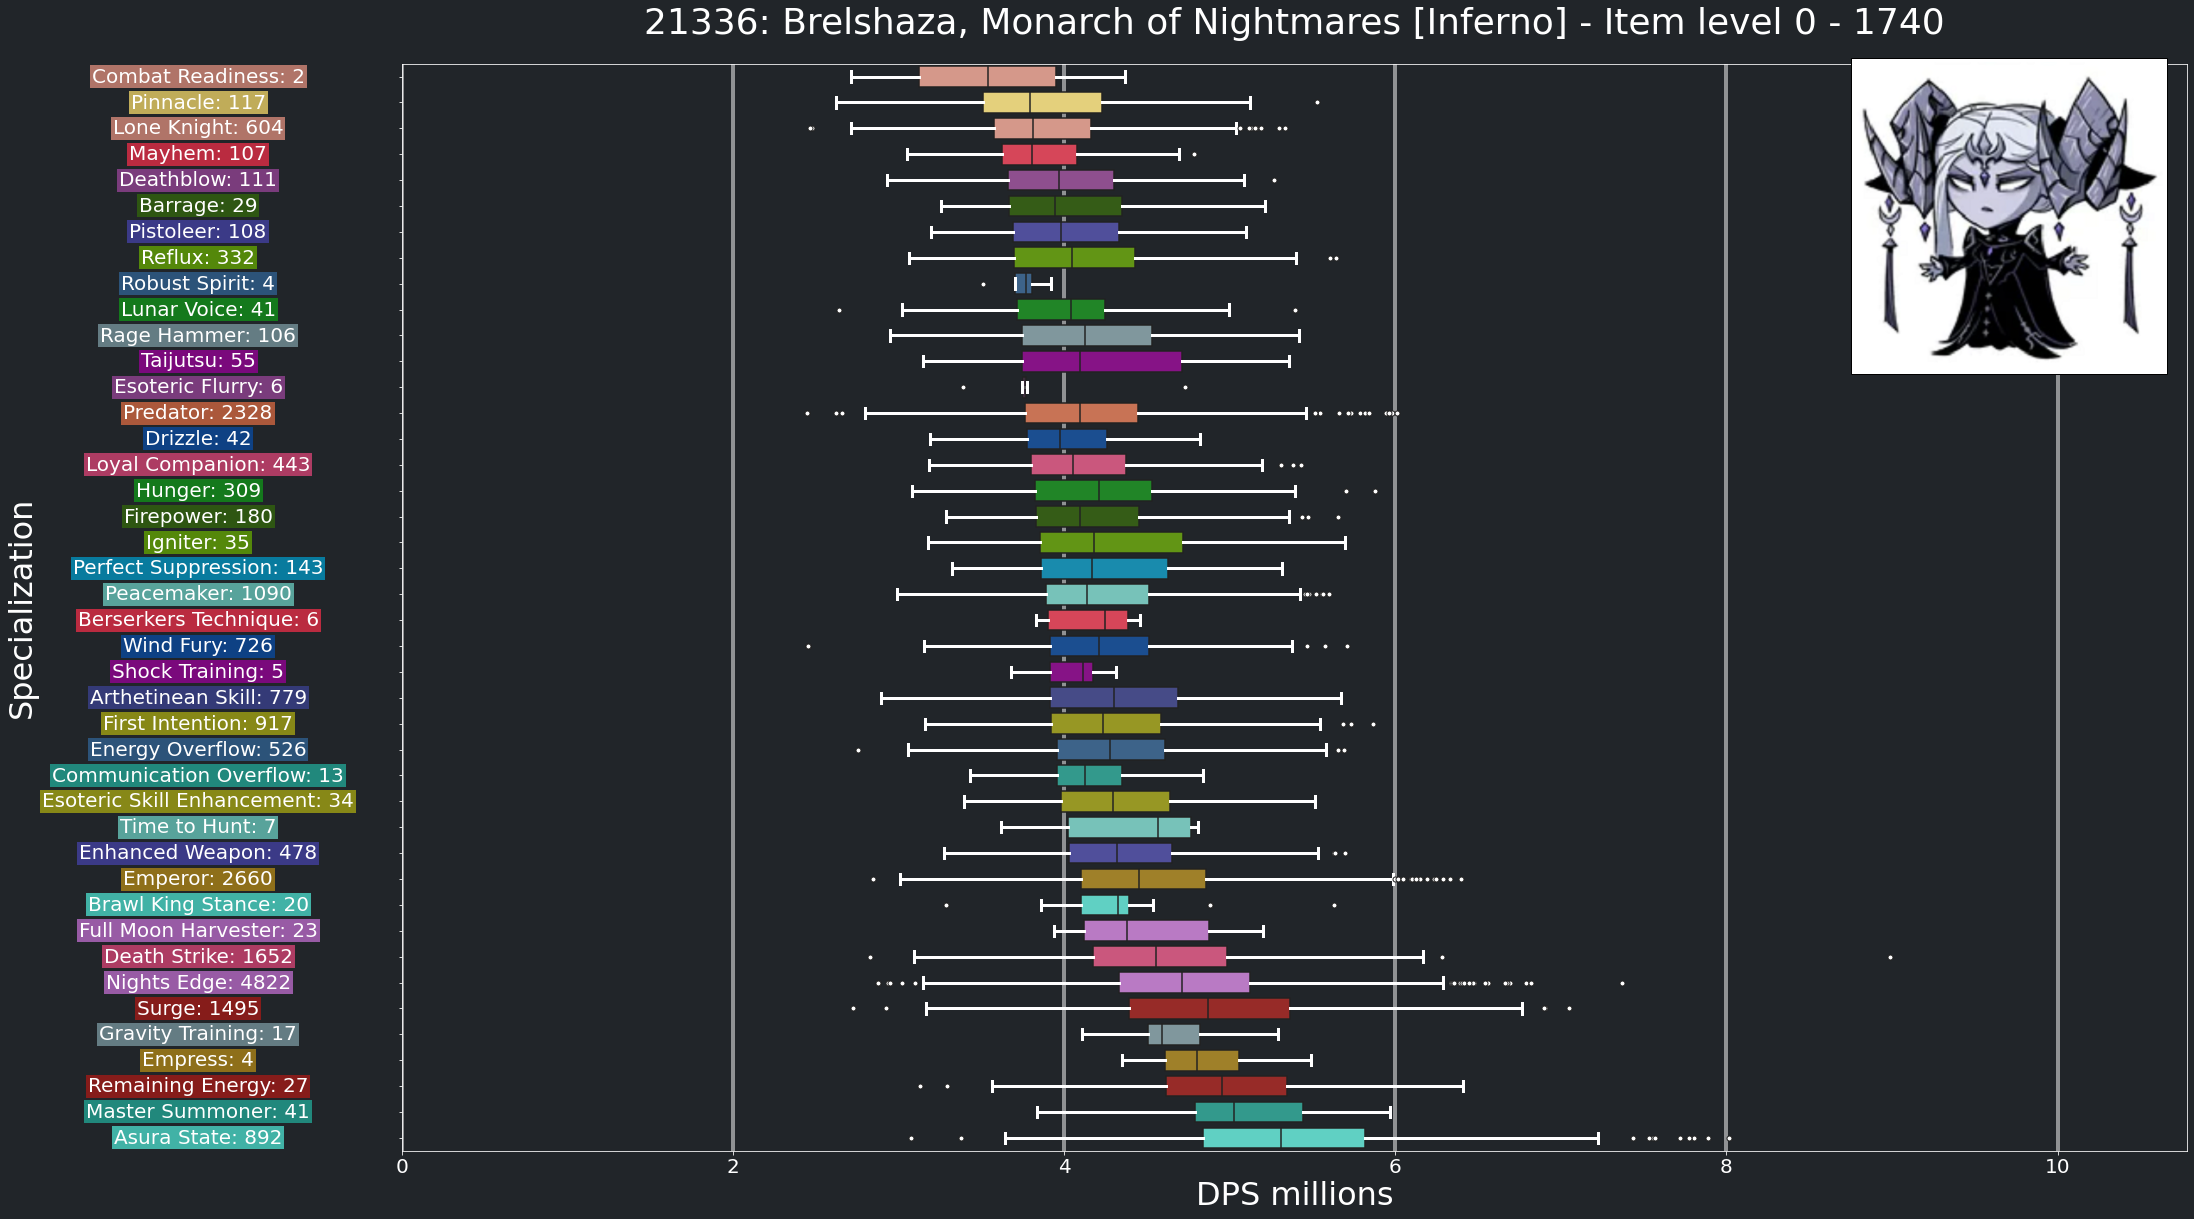 21336: Brelshaza, Monarch of Nightmares [Inferno] - Item level 0 - 1740
Specialization
Combat Readiness: 2
Pinnacle: 117
Lone Knight: 604
Mayhem: 107
Deathblow: 111
Barrage: 29
Pistoleer: 108
Reflux: 332
Robust Spirit: 4
Lunar Voice: 41
Rage Hammer: 106
Taijutsu: 55
Esoteric Flurry: 6
Predator: 2328
Drizzle: 42
Loyal Companion: 443
Hunger: 309
Firepower: 180
Igniter: 35
Perfect Suppression: 143
Peacemaker: 1090
Berserkers Technique: 6
Wind Fury: 726
Shock Training: 5
Arthetinean Skill: 779
First Intention: 917
Energy Overflow: 526
Communication Overflow: 13
Esoteric Skill Enhancement: 34
Time to Hunt: 7
Enhanced Weapon: 478
Emperor: 2660
Brawl King Stance: 20
Full Moon Harvester: 23
Death Strike: 1652
Nights Edge: 4822
Surge: 1495
Gravity Training: 17
Empress: 4
Remaining Energy: 27
Master Summoner: 41
Asura State: 892
0 2 4 6 8 10
DPS millions